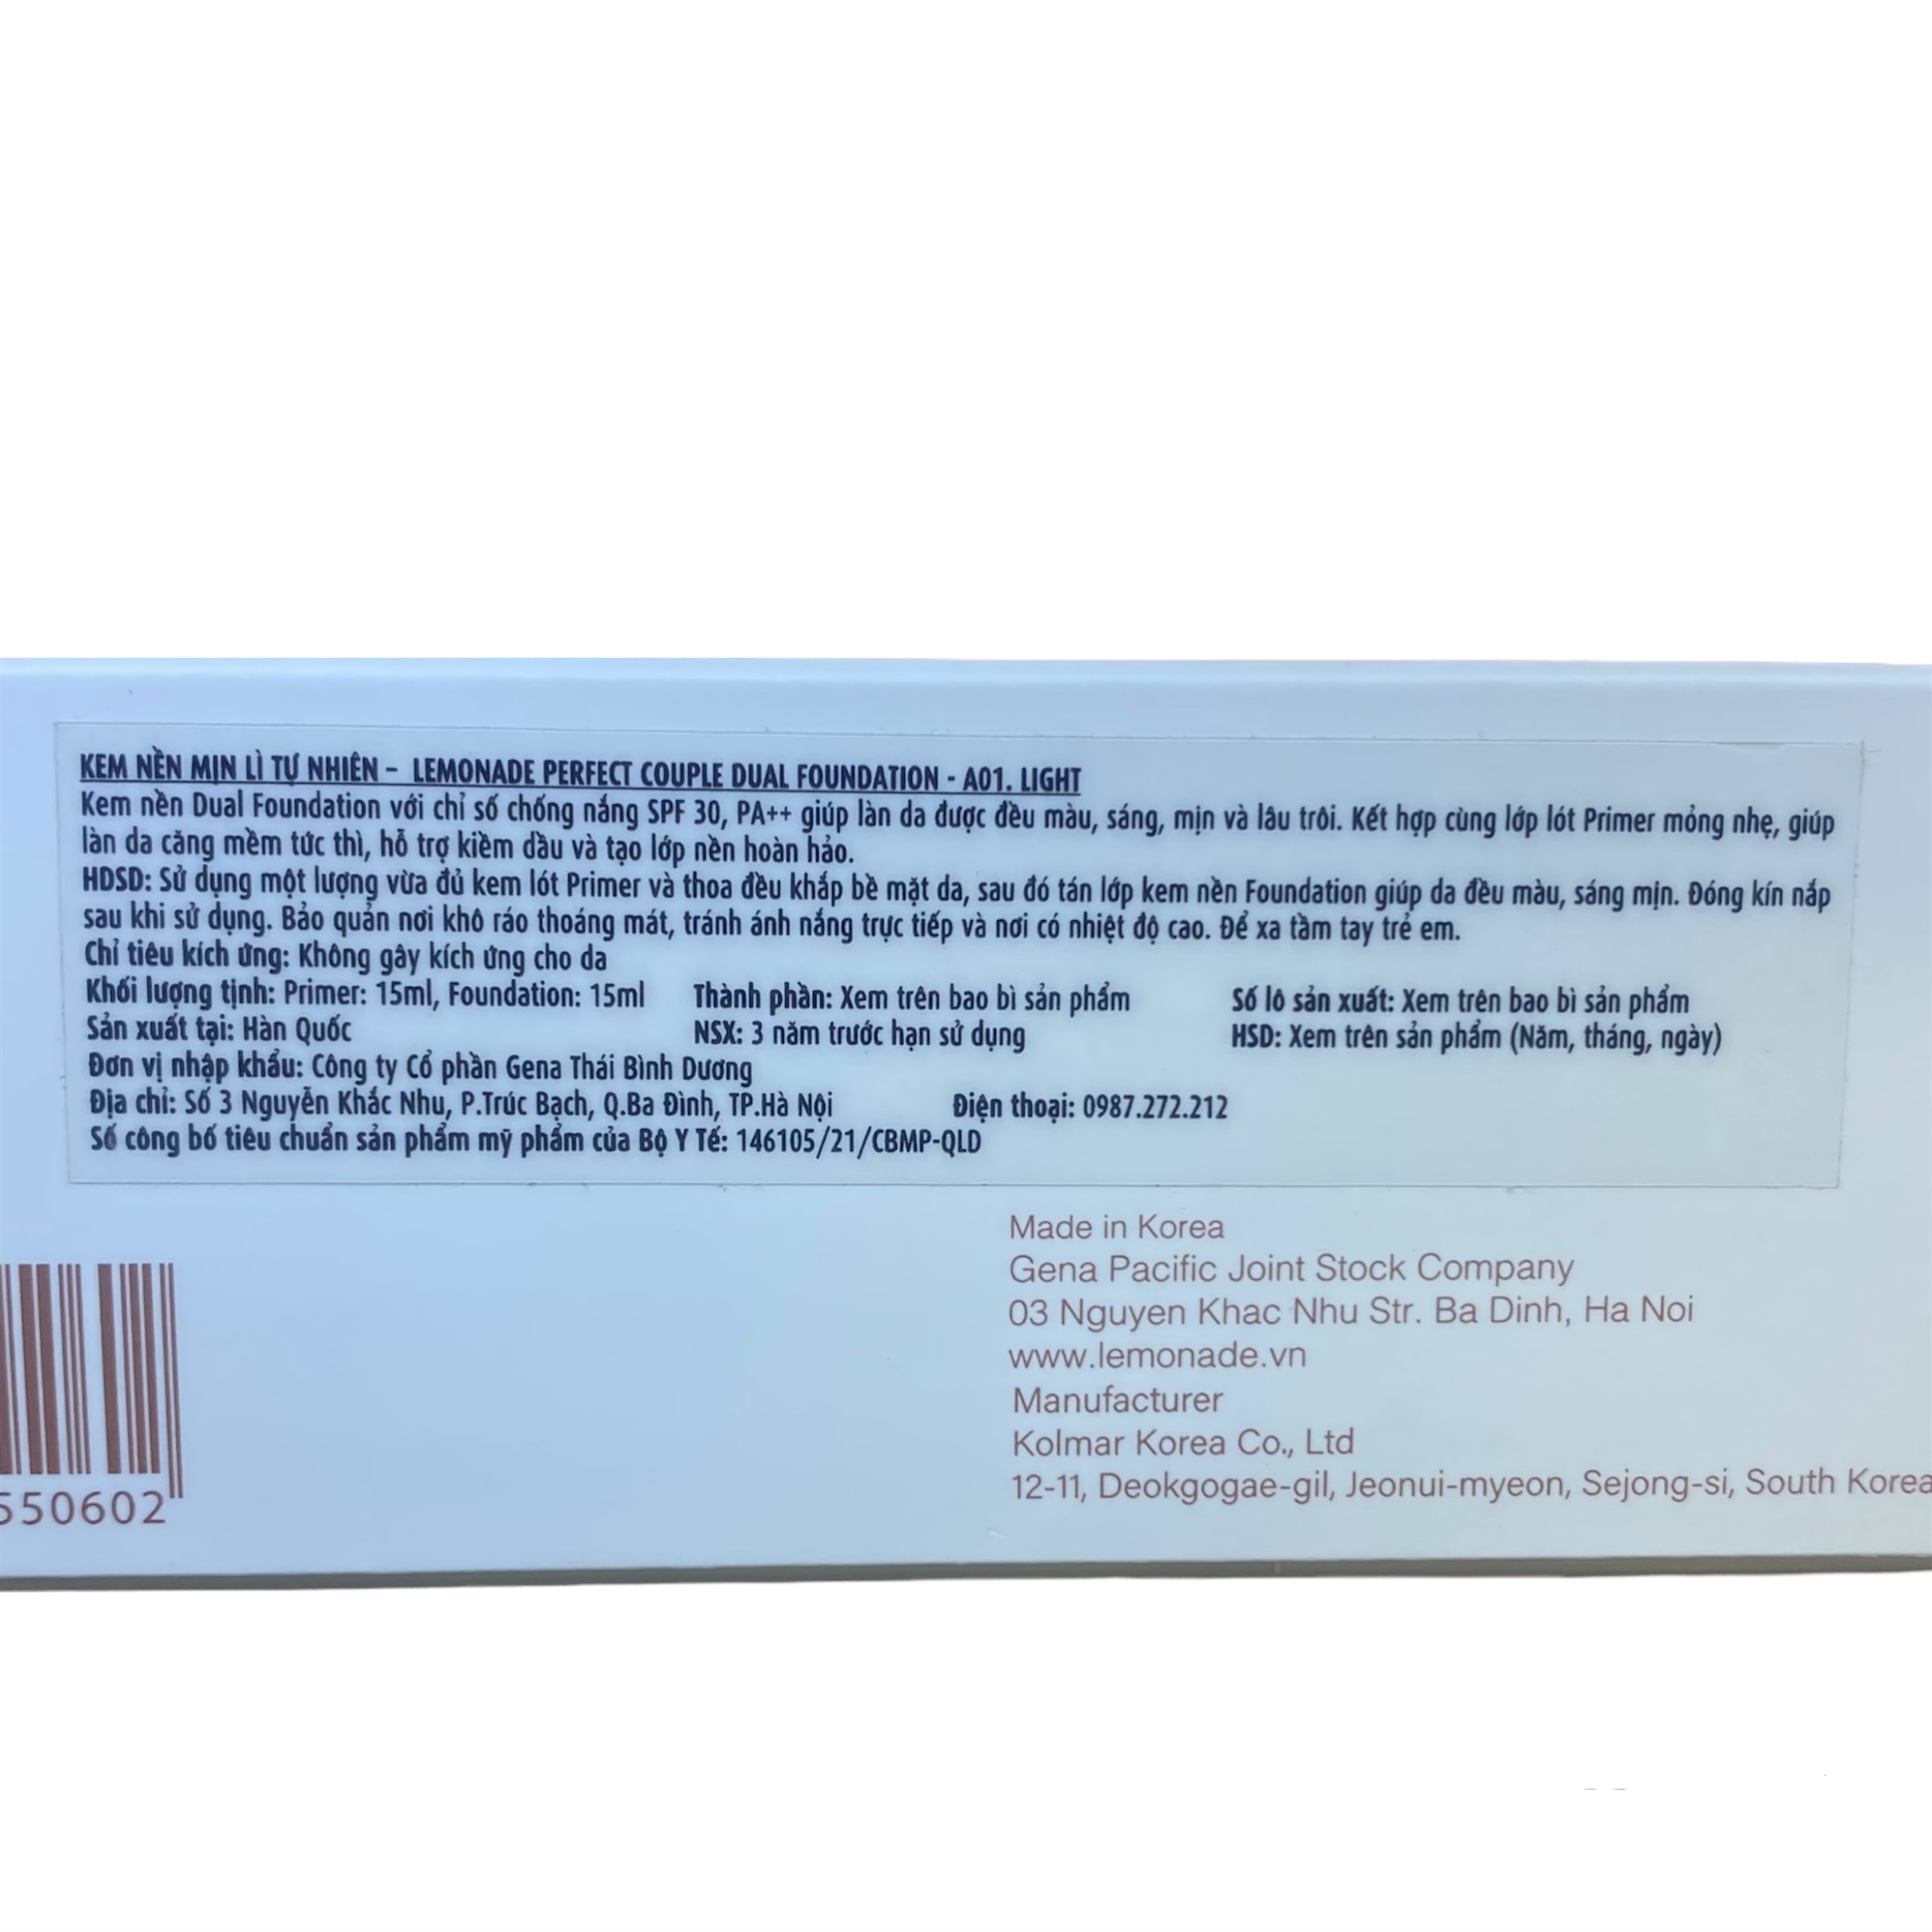 KEM NỀN MỊN LÌ TỰ NHIÊN – LEMONADE PERFECT COUPLE DUAL FOUNDATION - A01. LIGHT
Kem nền Dual Foundation với chỉ số chống nắng SPF 30, PA++ giúp làn da được đều màu, sáng, mịn và lâu trôi. Kết hợp cùng lớp lót Primer mỏng nhẹ, giúp
làn da căng mềm tức thì, hỗ trợ kiềm dầu và tạo lớp nền hoàn hảo.
HDSD: Sử dụng một lượng vừa đủ kem lót Primer và thoa đều khắp bề mặt da, sau đó tán lớp kem nền Foundation giúp da đều màu, sáng mịn. Đóng kín nắp
sau khi sử dụng. Bảo quản nơi khô ráo thoáng mát, tránh ánh nắng trực tiếp và nơi có nhiệt độ cao. Để xa tầm tay trẻ em.
Chỉ tiêu kích ứng: Không gây kích ứng cho da
Khối lượng tịnh: Primer: 15ml, Foundation: 15ml Thành phần: Xem trên bao bì sản phẩm Số lô sản xuất: Xem trên bao bì sản phẩm
Sản xuất tại: Hàn Quốc NSX: 3 năm trước hạn sử dụng HSD: Xem trên sản phẩm (Năm, tháng, ngày)
Đơn vị nhập khẩu: Công ty Cổ phần Gena Thái Bình Dương
Địa chỉ: Số 3 Nguyễn Khắc Nhu, P.Trúc Bạch, Q.Ba Đình, TP.Hà Nội Điện thoại: 0987.272.212
Số công bố tiêu chuẩn sản phẩm mỹ phẩm của Bộ Y Tế: 146105/21/CBMP-QLD
Made in Korea
Gena Pacific Joint Stock Company
03 Nguyen Khac Nhu Str. Ba Dinh, Ha Noi
www.lemonade.vn
Manufacturer
Kolmar Korea Co., Ltd
12-11, Deokgogae-gil, Jeonui-myeon, Sejong-si, South Korea
550602